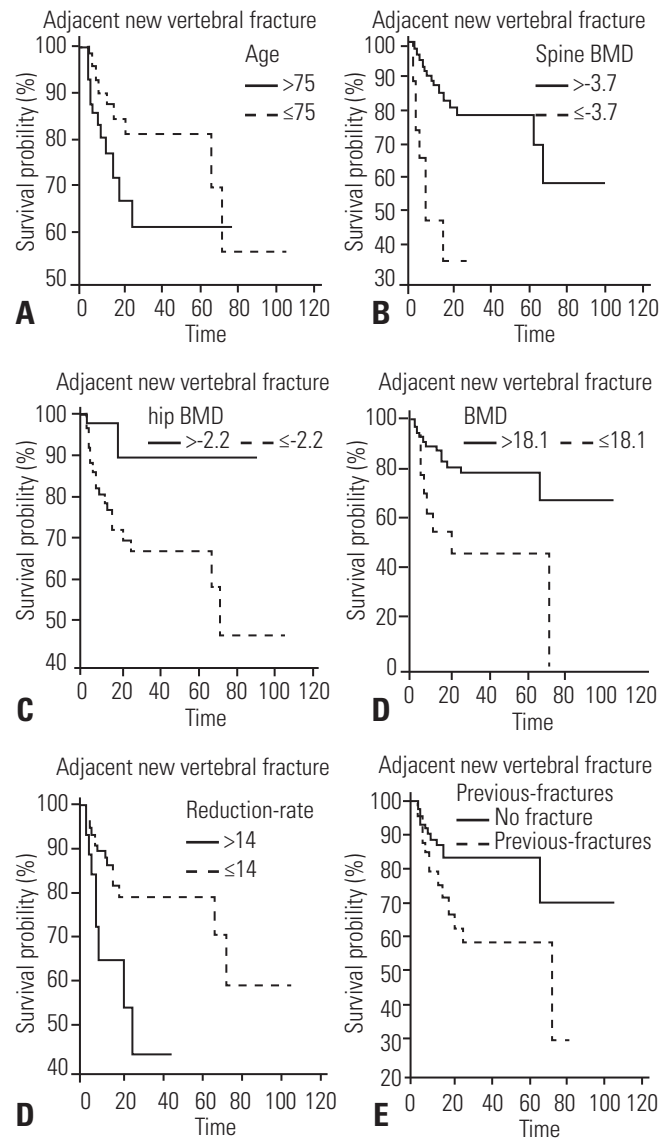 Adjacent new vertebral fracture
Survival probility (%)
100
90
80
70
60
50
Age
>75
≤75
0 20 40 60 80 100 120
Time
A
Adjacent new vertebral fracture
Survival probility (%)
100
90
80
70
60
50
40
30
Spine BMD
>-3.7
≤-3.7
0 20 40 60 80 100 120
Time
B
Adjacent new vertebral fracture
Survival probility (%)
100
90
80
70
60
50
40
hip BMD
>-2.2 ≤-2.2
0 20 40 60 80 100 120
Time
C
Adjacent new vertebral fracture
Survival probility (%)
100
80
60
40
20
0
BMD
>18.1 ≤18.1
0 20 40 60 80 100 120
Time
D
Adjacent new vertebral fracture
Survival probility (%)
100
90
80
70
60
50
40
Reduction-rate
>14
≤14
0 20 40 60 80 100 120
Time
D
Adjacent new vertebral fracture
Survival probility (%)
100
90
80
70
60
50
40
30
20
Previous-fractures
No fracture
Previous-fractures
0 20 40 60 80 100 120
Time
E